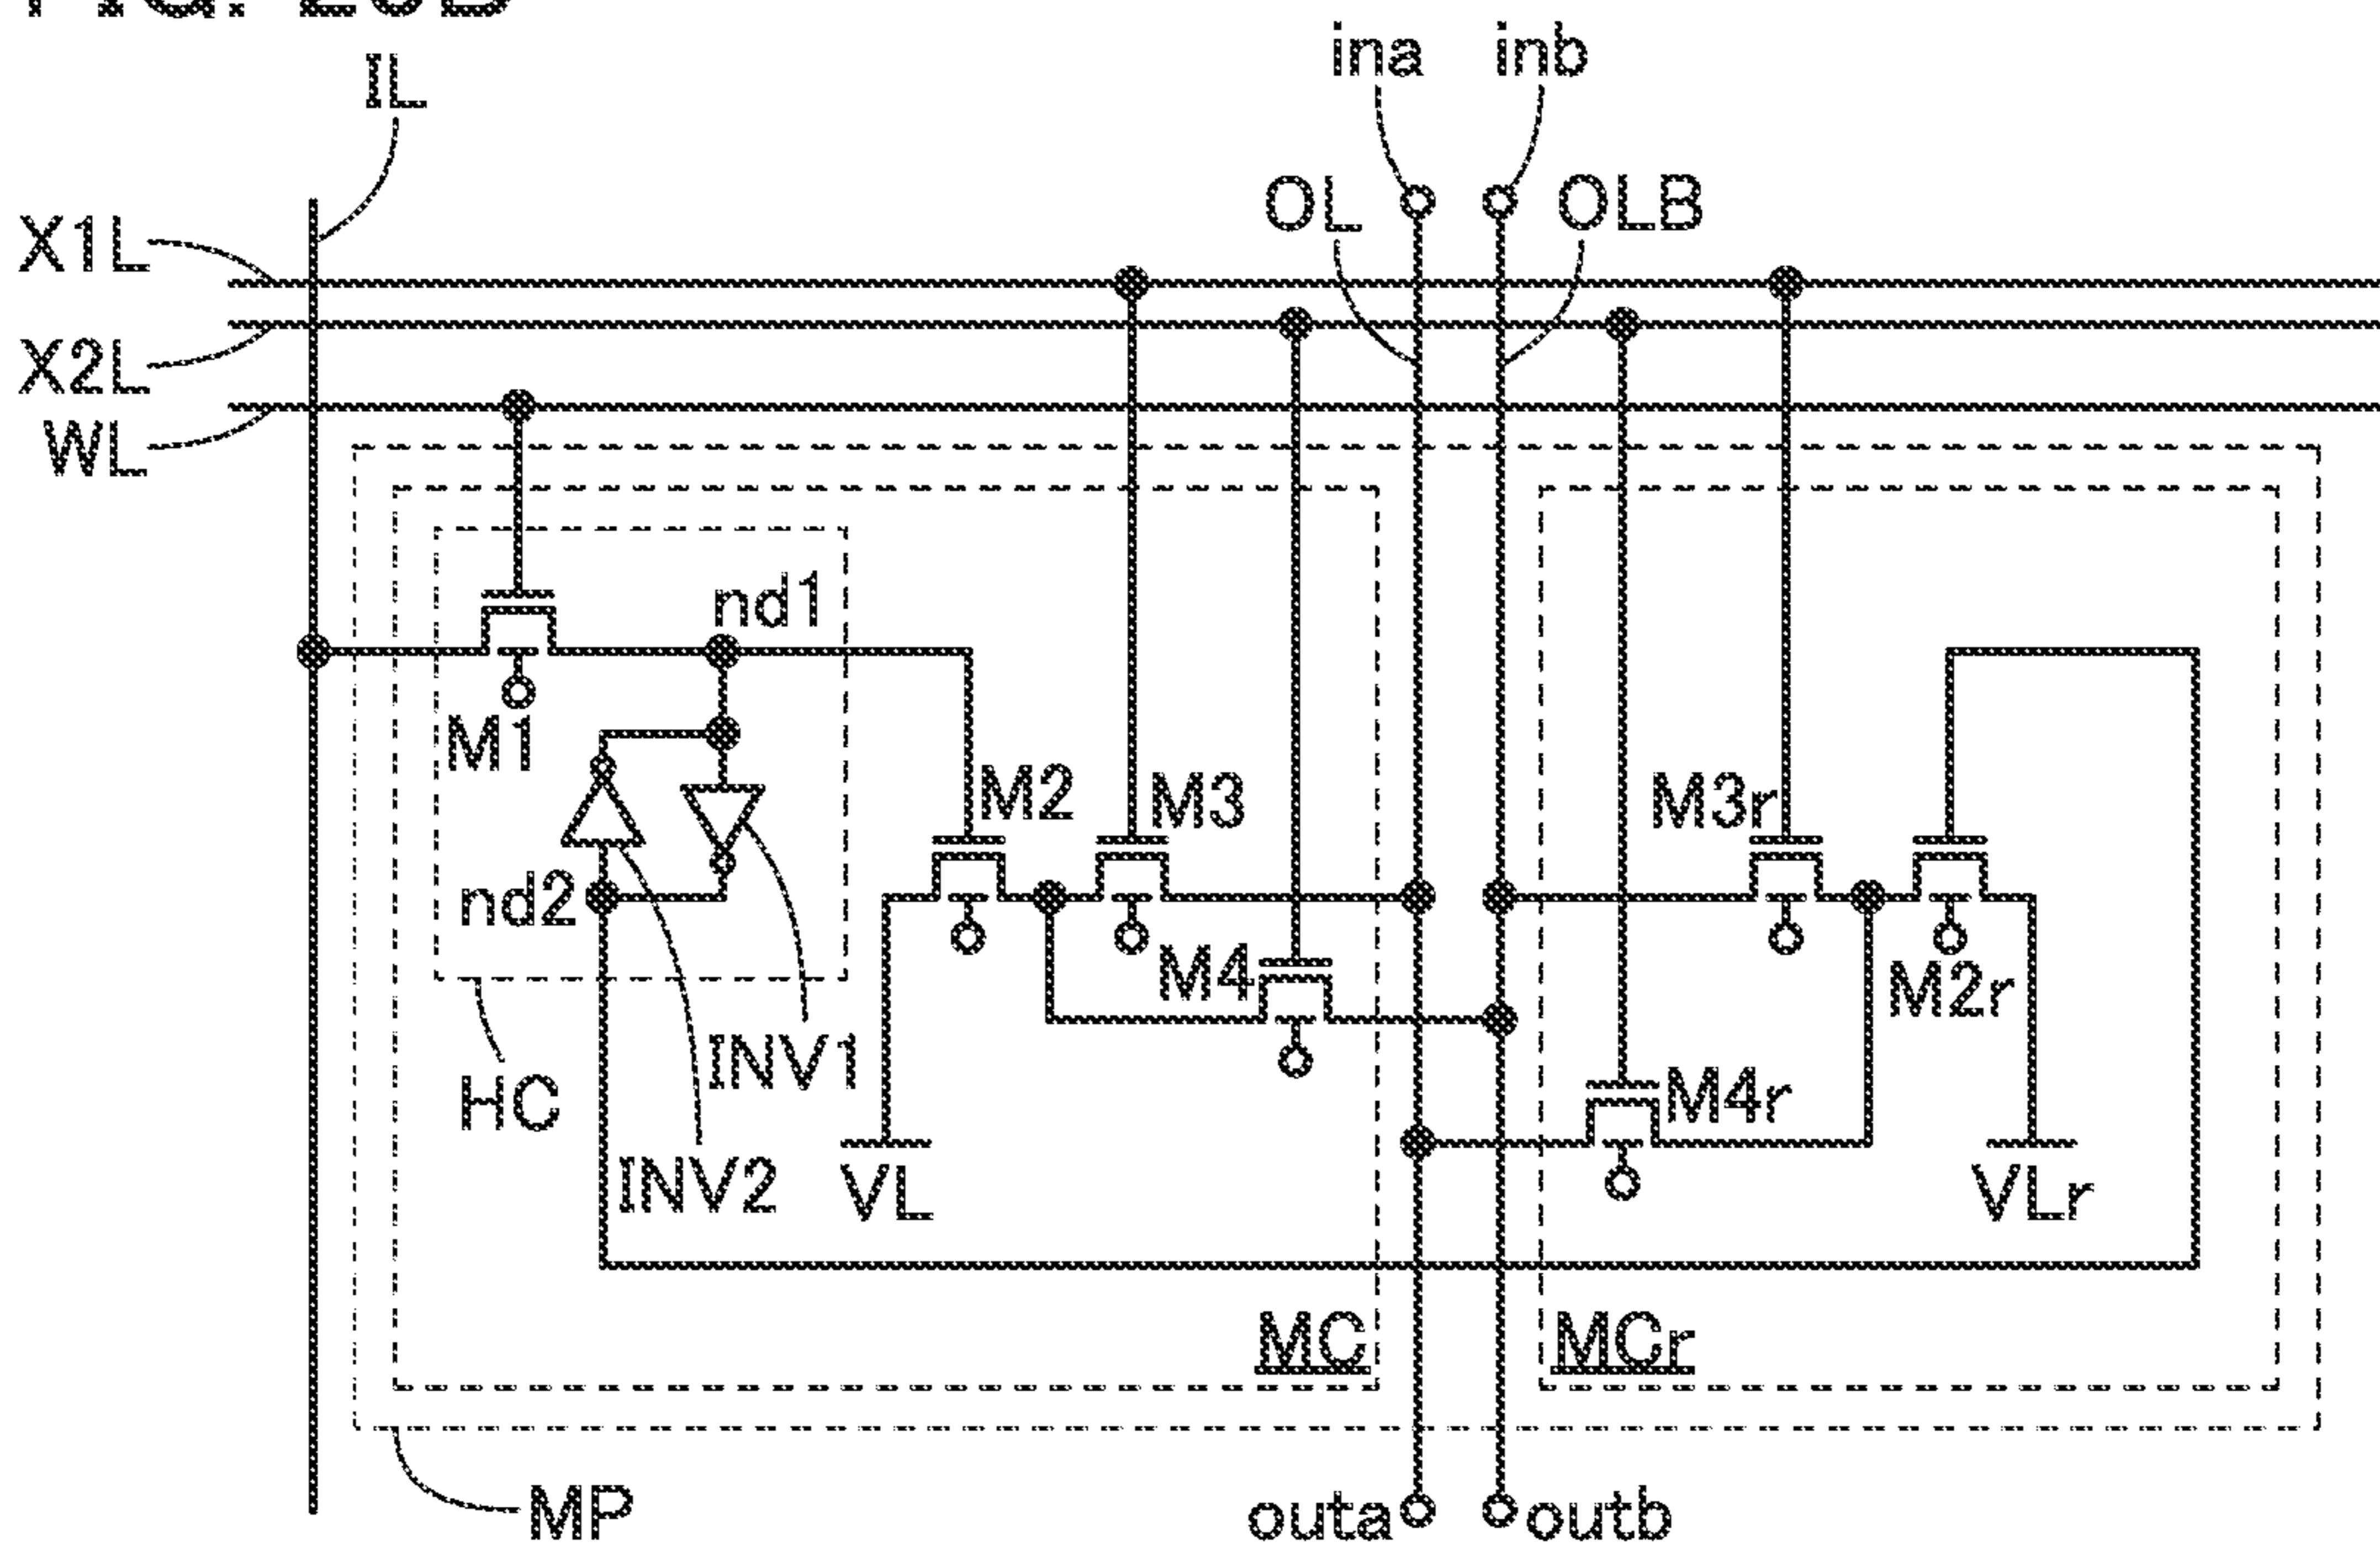 ina inb
IL
OL OLB
X1L
X2L
WL
nd1
M1
M2 M3 M3r
nd2
M4 M2r
INV1
HC M4r
INV2 VL VLr
MC MCr
MP outa outb